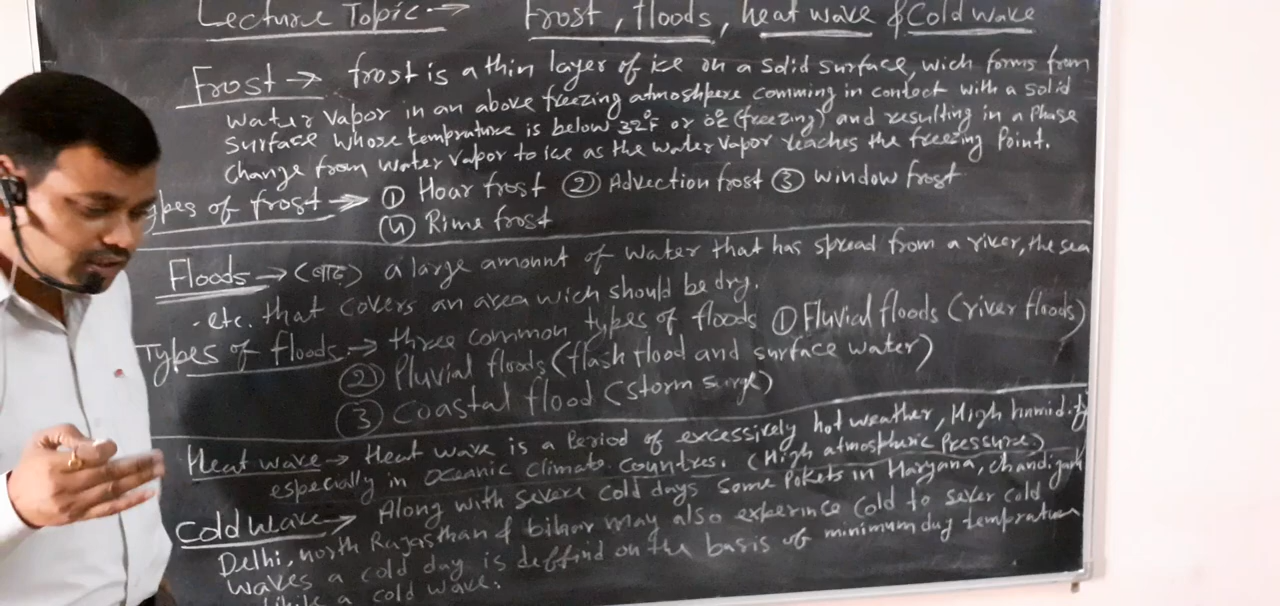 Lecture Topic → Frost, floods, heat wave & Cold wake
Frost → frost is a thin layer of ice on a solid surface, wich forms from
water vapor in an above freezing atmoshpere comming in contect with a solid
surface whose temprature is below 32°F or 0°c (freezing) and resulting in a Phase
change from water vapor to ice as the water vapor reaches the freezing Point.
ypes of frost → ① Hoar frost ② Advection frost ③ window frost
④ Rime frost
Floods → (बाढ़) a large amount of water that has spread from a river, the sea
etc. that covers an area wich should be dry.
Types of floods → three common types of floods ① Fluvial floods (river floods)
② Pluvial floods (flash flood and surface water)
③ Coastal flood (storm surge)
Heat wave → Heat wave is a Period of excessively hot weather, High humidity
especially in oceanic climate countres. (High atmospheric Pressure)
Cold wave → Along with severe cold days some Pokets in Haryana, chandigarh
Delhi, north Rajasthan & bihar may also experince cold to sever cold
waves a cold day is deffind on the basis of minimum day temprature
a cold wave.